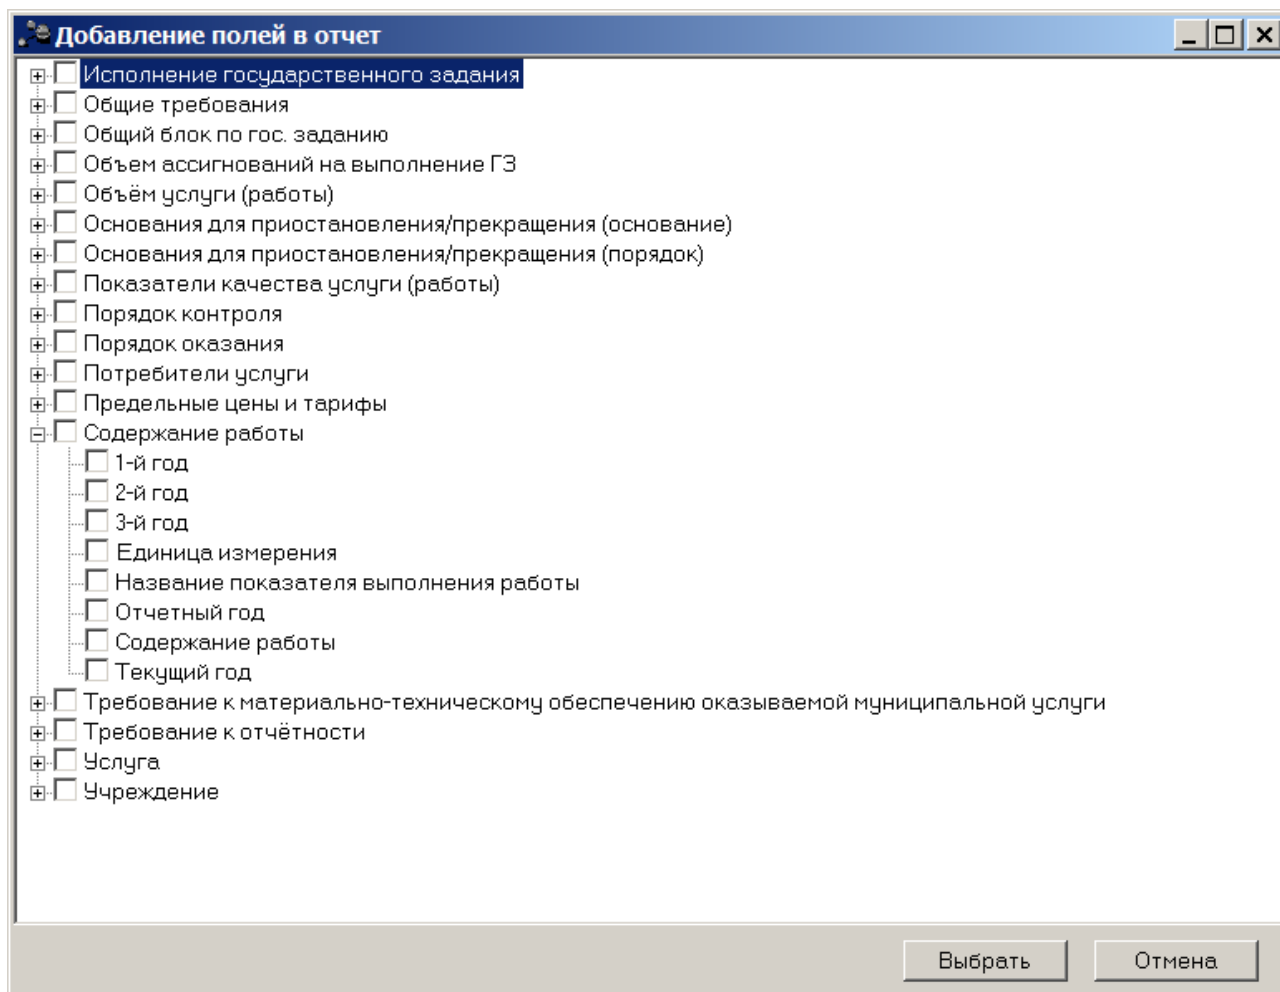 Добавление полей в отчет
Исполнение государственного задания
Общие требования
Общий блок по гос. заданию
Объем ассигнований на выполнение ГЗ
Объём услуги (работы)
Основания для приостановления/прекращения (основание)
Основания для приостановления/прекращения (порядок)
Показатели качества услуги (работы)
Порядок контроля
Порядок оказания
Потребители услуги
Предельные цены и тарифы
Содержание работы
1-й год
2-й год
3-й год
Единица измерения
Название показателя выполнения работы
Отчетный год
Содержание работы
Текущий год
Требование к материально-техническому обеспечению оказываемой муниципальной услуги
Требование к отчётности
Услуга
Учреждение
Выбрать
Отмена